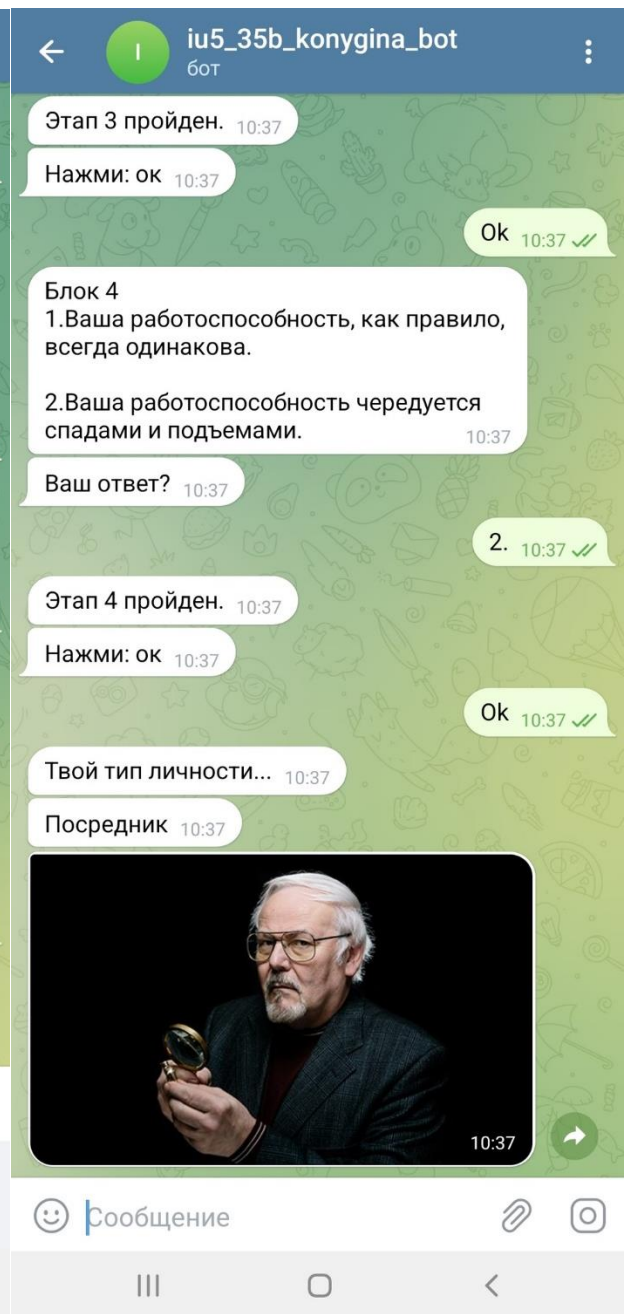 iu5_35b_konygina_bot
I
бот
Этап 3 пройден. 10:37
Нажми: ок 10:37
Ok 10:37
Блок 4
1.Ваша работоспособность, как правило,
всегда одинакова.
2.Ваша работоспособность чередуется
спадами и подъемами. 10:37
Ваш ответ? 10:37
2. 10:37
Этап 4 пройден. 10:37
Нажми: ок 10:37
Ok 10:37
Твой тип личности... 10:37
Посредник 10:37
10:37
Сообщение